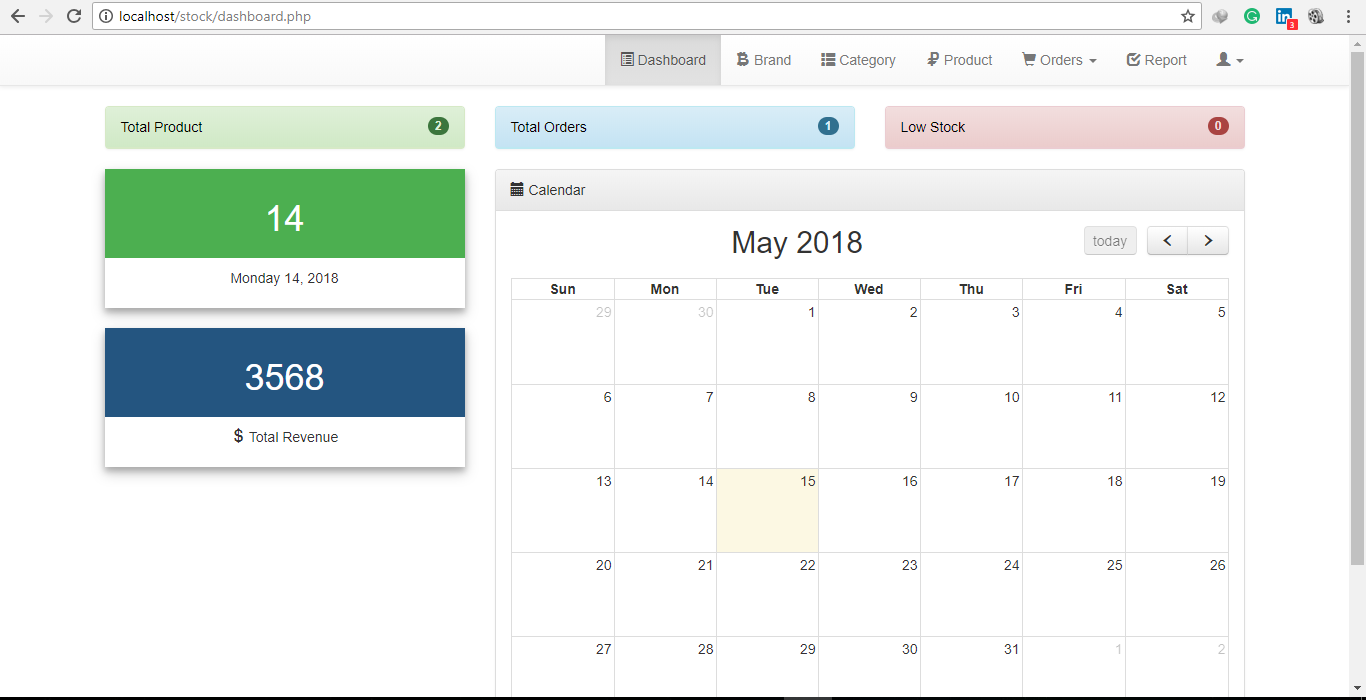 localhost/stock/dashboard.php
3
Dashboard Brand Category Product Orders Report
Total Product 2
Total Orders 1
Low Stock 0
14
Monday 14, 2018
3568
$ Total Revenue
Calendar
May 2018
today
Sun Mon Tue Wed Thu Fri Sat
29 30 1 2 3 4 5
6 7 8 9 10 11 12
13 14 15 16 17 18 19
20 21 22 23 24 25 26
27 28 29 30 31 1 2